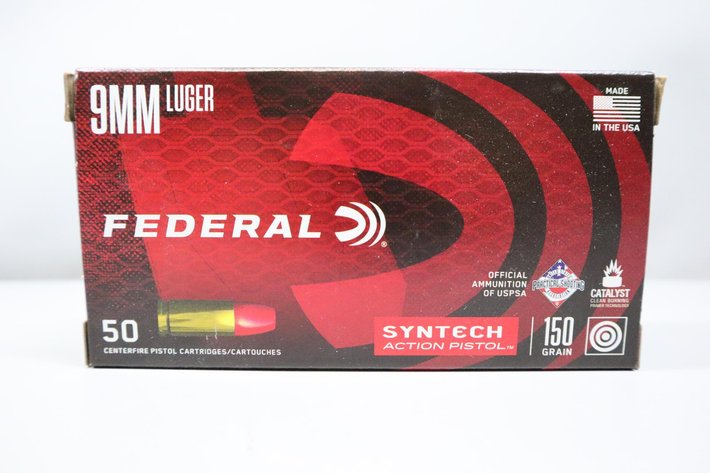 9MM LUGER
MADE
IN THE USA
FEDERAL®
OFFICIAL
AMMUNITION
OF USPSA
PRACTICAL SHOOTING
CATALYST
CLEAN BURNING
PRIMER TECHNOLOGY
50
CENTERFIRE PISTOL CARTRIDGES/CARTOUCHES
SYNTECH
ACTION PISTOL™
150
GRAIN